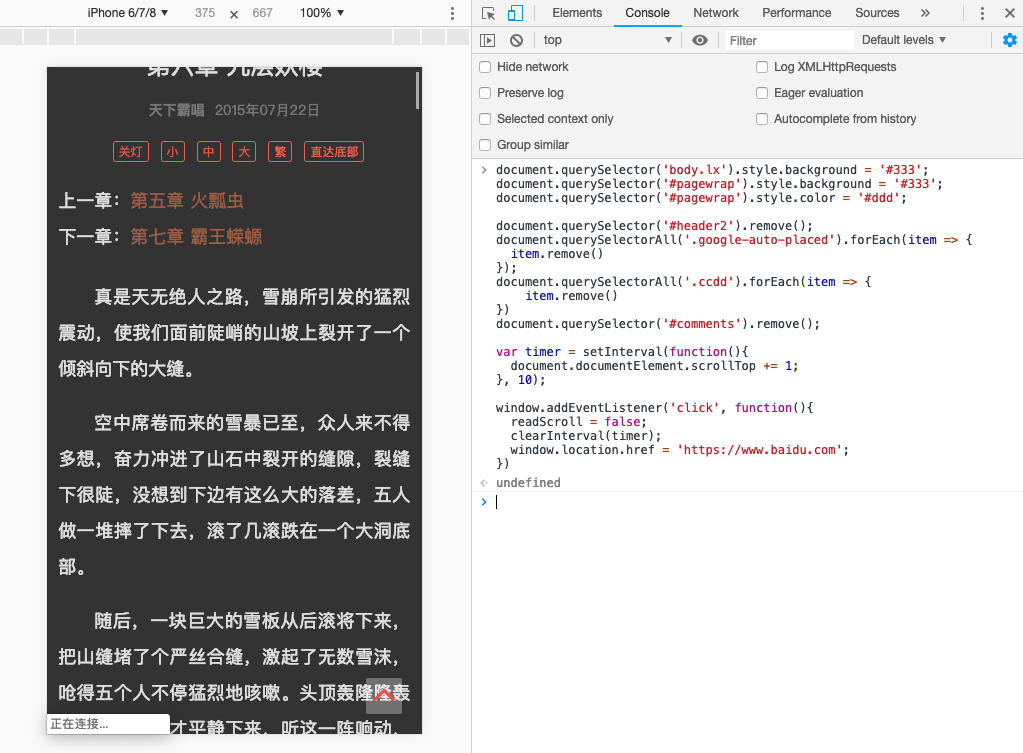 iPhone 6/7/8 ▼ 375 × 667 100% ▼
Elements Console Network Performance Sources »
top ▼ Filter Default levels ▼
Hide network Log XMLHttpRequests
Preserve log Eager evaluation
Selected context only Autocomplete from history
Group similar
第六章 九层妖楼
天下霸唱 2015年07月22日
关灯 小 中 大 繁 直达底部
上一章：第五章 火瓢虫
下一章：第七章 霸王蝾螈
真是天无绝人之路，雪崩所引发的猛烈
震动，使我们面前陡峭的山坡上裂开了一个
倾斜向下的大缝。
空中席卷而来的雪暴已至，众人来不得
多想，奋力冲进了山石中裂开的缝隙，裂缝
下很陡，没想到下边有这么大的落差，五人
做一堆摔了下去，滚了几滚跌在一个大洞底
部。
随后，一块巨大的雪板从后滚将下来，
把山缝堵了个严丝合缝，激起了无数雪沫，
呛得五个人不停猛烈地咳嗽。头顶轰隆隆轰
才平静下来，听这一阵响动，
正在连接...
document.querySelector('body.lx').style.background = '#333';
document.querySelector('#pagewrap').style.background = '#333';
document.querySelector('#pagewrap').style.color = '#ddd';
document.querySelector('#header2').remove();
document.querySelectorAll('.google-auto-placed').forEach(item => {
item.remove()
});
document.querySelectorAll('.ccdd').forEach(item => {
item.remove()
})
document.querySelector('#comments').remove();
var timer = setInterval(function(){
document.documentElement.scrollTop += 1;
}, 10);
window.addEventListener('click', function(){
readScroll = false;
clearInterval(timer);
window.location.href = 'https://www.baidu.com';
})
undefined